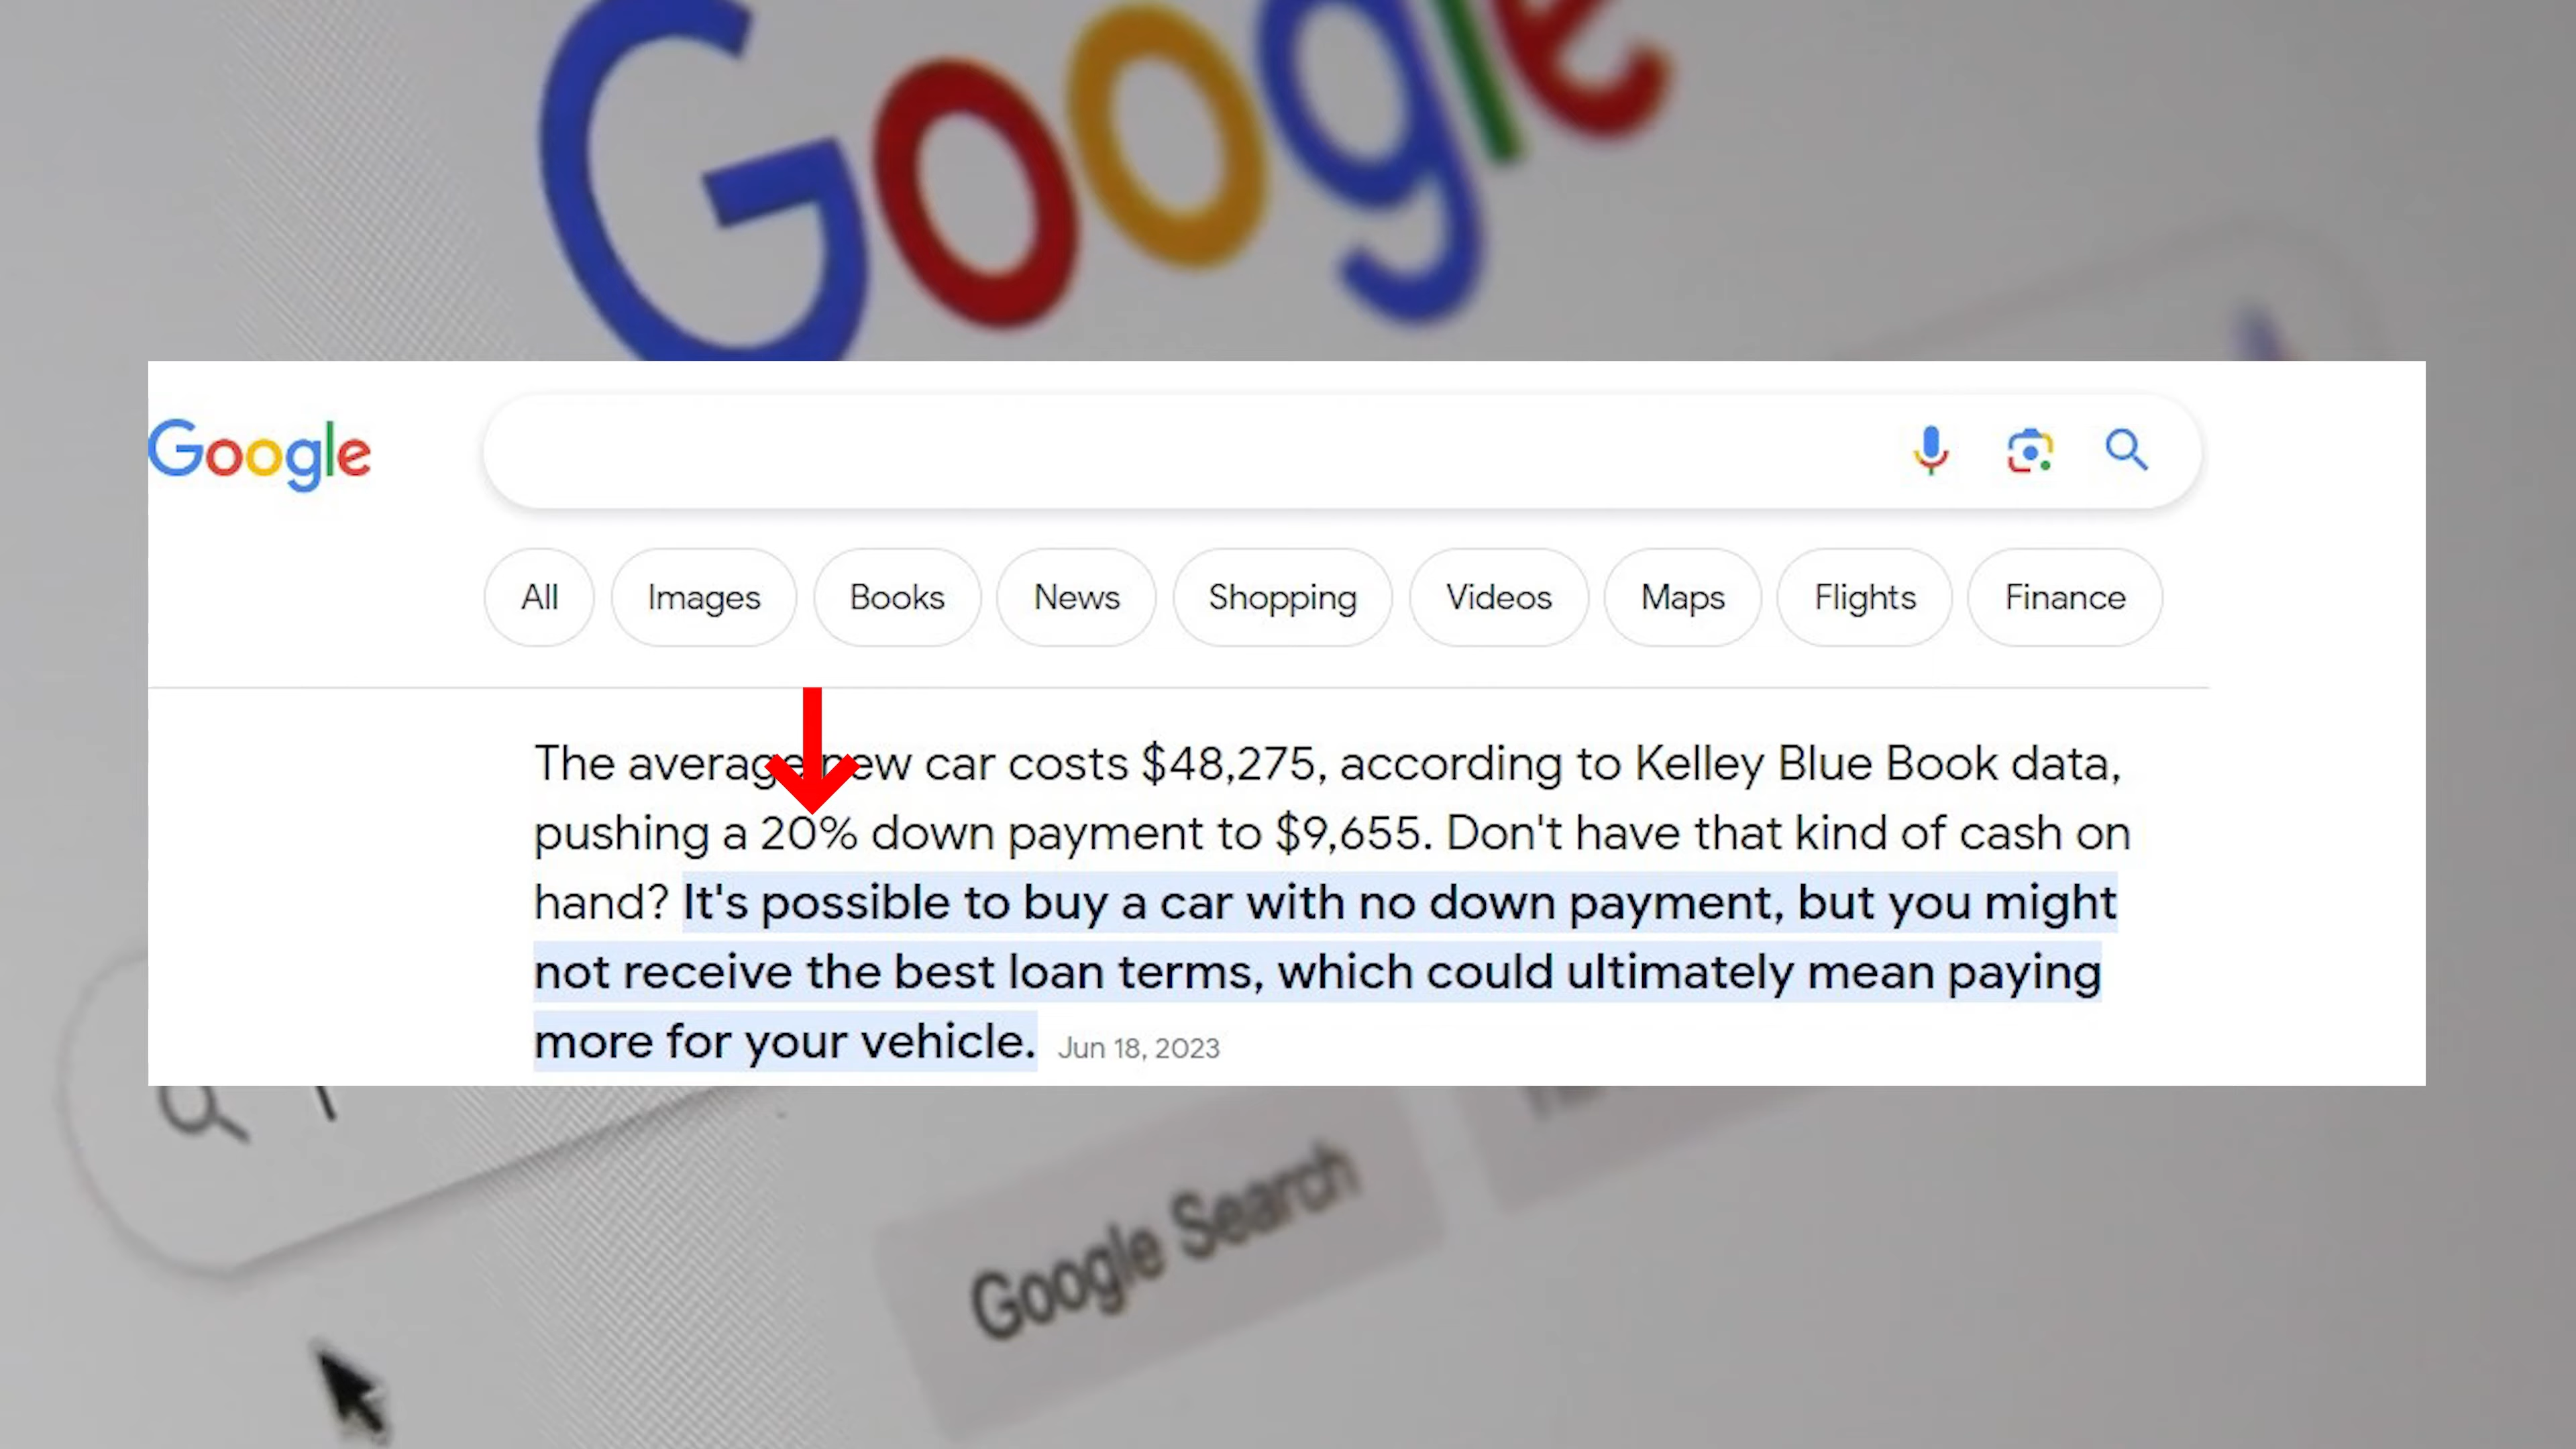 Google
Google
All Images Books News Shopping Videos Maps Flights Finance
The average new car costs $48,275, according to Kelley Blue Book data,
pushing a 20% down payment to $9,655. Don't have that kind of cash on
hand? It's possible to buy a car with no down payment, but you might
not receive the best loan terms, which could ultimately mean paying
more for your vehicle. Jun 18, 2023
Google Search